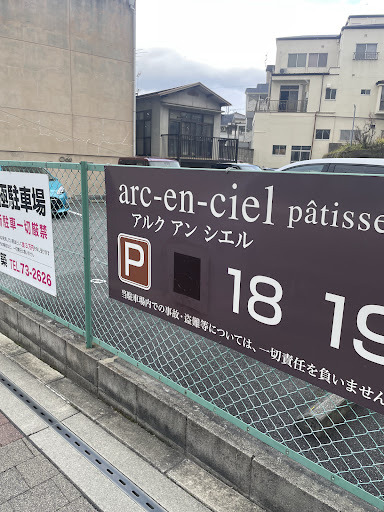 極駐車場
駐車一切厳禁
築 TEL 73-2626
arc-en-ciel pâtisse
アルク アン シエル
P
18 19
当駐車場内での事故・盗難等については、一切責任を負いません